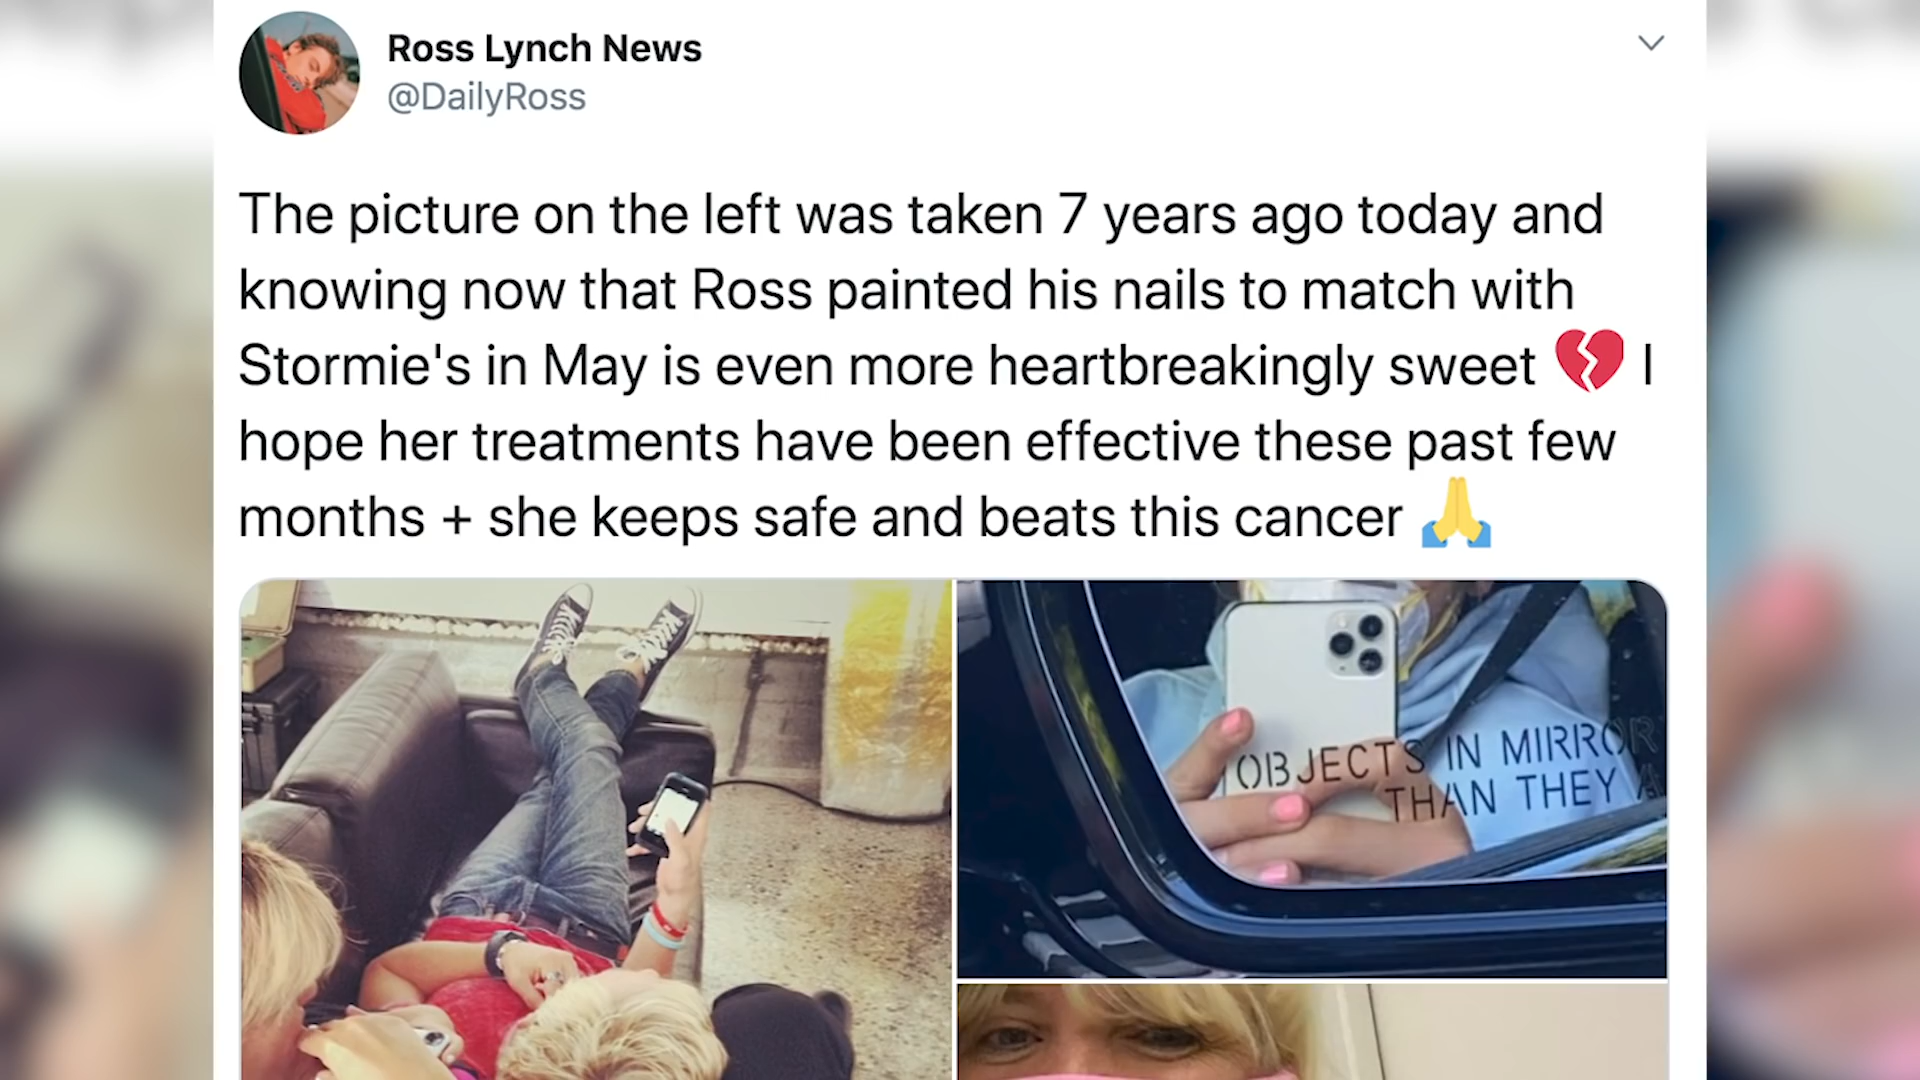 Ross Lynch News
@DailyRoss
The picture on the left was taken 7 years ago today and
knowing now that Ross painted his nails to match with
Stormie's in May is even more heartbreakingly sweet 💔 I
hope her treatments have been effective these past few
months + she keeps safe and beats this cancer 🙏
OBJECTS IN MIRROR
THAN THEY